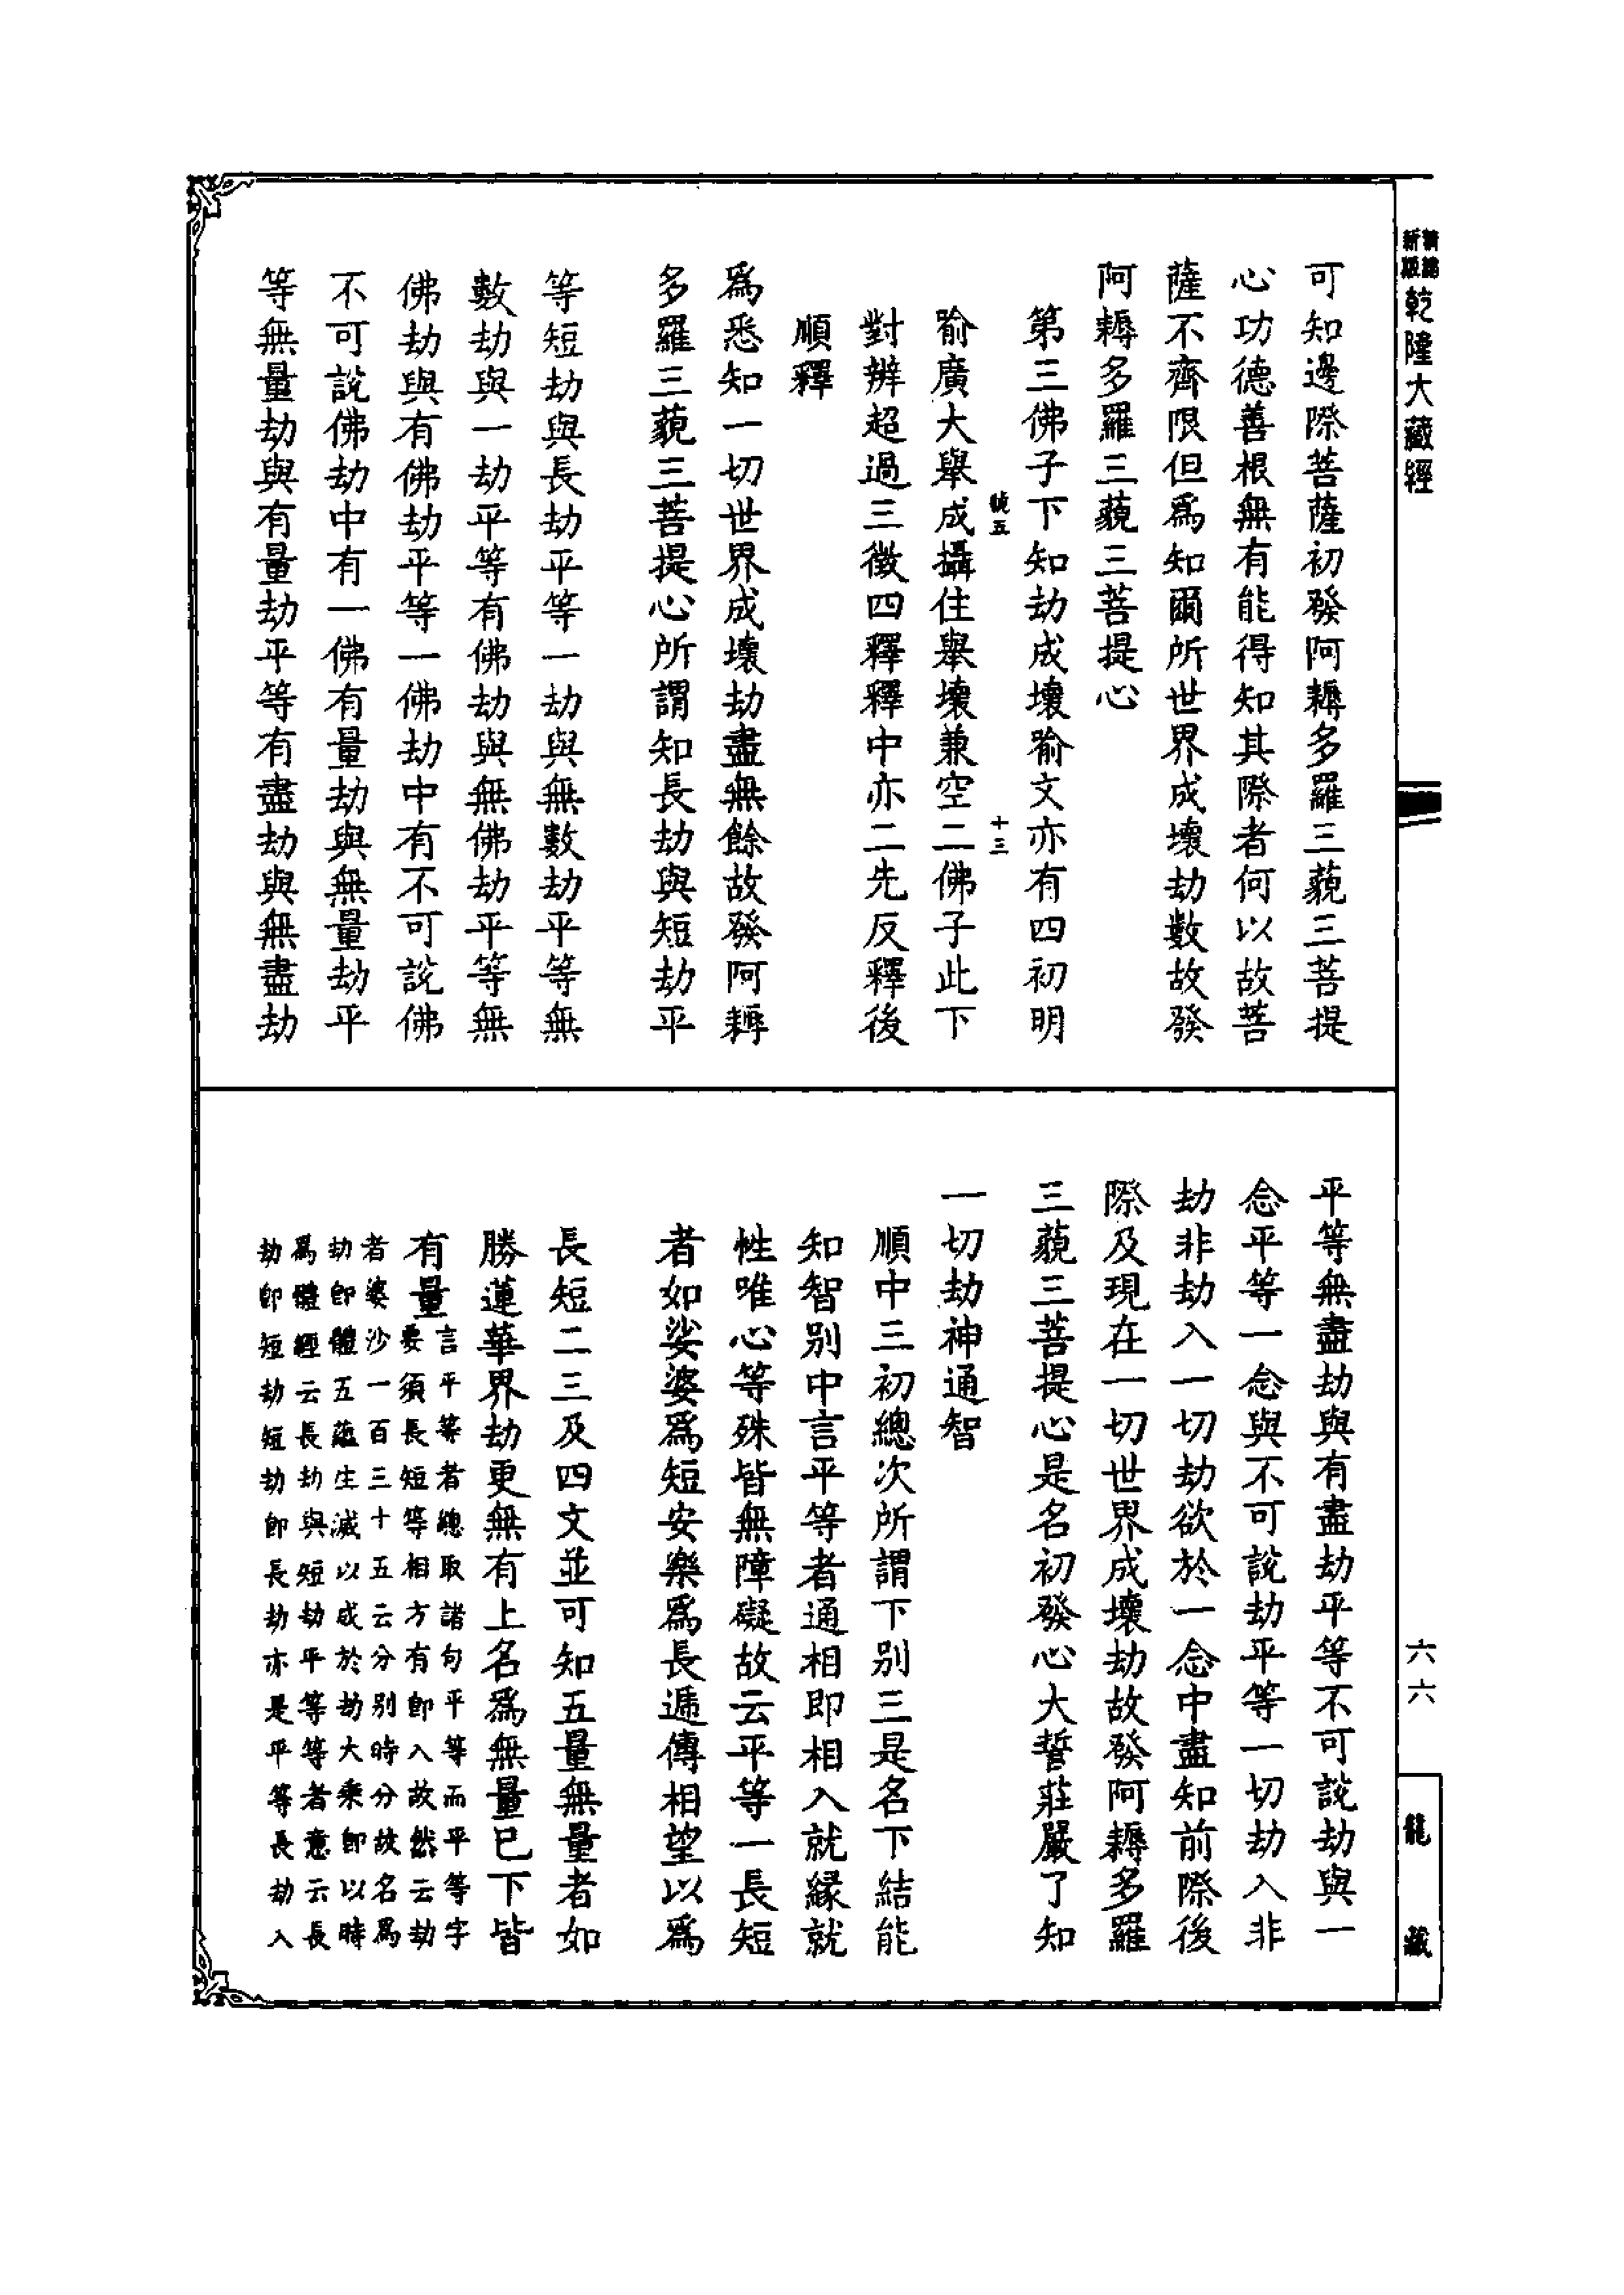 新版
精編
乾隆大藏經
可知邊際菩薩初發阿耨多羅三藐三菩提
心功德善根無有能得知其際者何以故菩
薩不齊限但爲知爾所世界成壞劫數故發
阿耨多羅三藐三菩提心
第三佛子下知劫成壞喻文亦有四初明
號五
十三
喻廣大舉成攝住舉壞兼空二佛子此下
對辨超過三徵四釋釋中亦二先反釋後
順釋
爲悉知一切世界成壞劫盡無餘故發阿耨
多羅三藐三菩提心所謂知長劫與短劫平
等短劫與長劫平等一劫與無數劫平等無
數劫與一劫平等有佛劫與無佛劫平等無
佛劫與有佛劫平等一佛劫中有不可說佛
不可說佛劫中有一佛有量劫與無量劫平
等無量劫與有量劫平等有盡劫與無盡劫
平等無盡劫與有盡劫平等不可說劫與一
念平等一念與不可說劫平等一切劫入非
劫非劫入一切劫欲於一念中盡知前際後
際及現在一切世界成壞劫故發阿耨多羅
三藐三菩提心是名初發心大誓莊嚴了知
一切劫神通智
順中三初總次所謂下別三是名下結能
知智別中言平等者通相即相入就緣就
性唯心等殊皆無障礙故云平等一長短
者如娑婆爲短安樂爲長遞傳相望以爲
長短二三及四文並可知五量無量者如
勝蓮華界劫更無有上名爲無量已下皆
有量
言平等者總取諸句平等而平等字
要須長短等相方有即入故然云劫
者婆沙一百三十五云分別時分故名爲
劫即體五蘊生滅以成於劫大乘即以時
爲體經云長劫與短劫平等等者意云長
劫即短劫短劫即長劫亦是平等長劫入
六六
龍藏